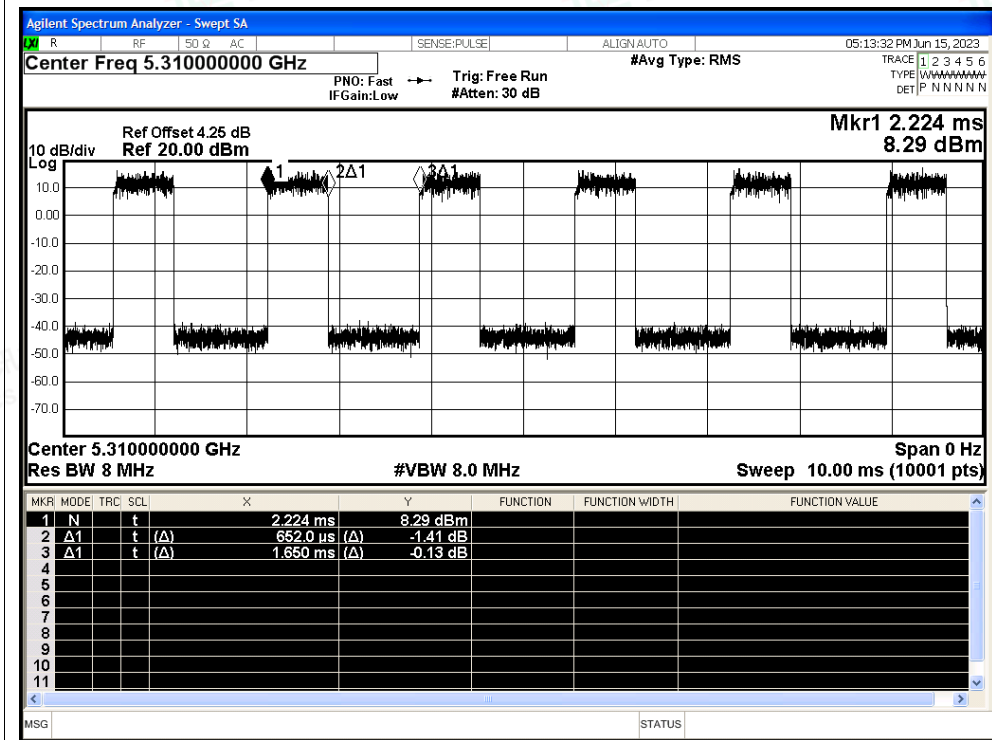 Agilent Spectrum Analyzer - Swept SA
LXI R RF 50 Ω AC SENSE:PULSE ALIGN AUTO 05:13:32 PM Jun 15, 2023
Center Freq 5.310000000 GHz #Avg Type: RMS TRACE 1 2 3 4 5 6
PNO: Fast Trig: Free Run TYPE WWWWWW
IFGain:Low #Atten: 30 dB DET P N N N N N
Mkr1 2.224 ms
Ref Offset 4.25 dB
10 dB/div Ref 20.00 dBm 8.29 dBm
Log
1 2Δ1 3Δ1
10.0
0.00
-10.0
-20.0
-30.0
-40.0
-50.0
-60.0
-70.0
Center 5.310000000 GHz Span 0 Hz
Res BW 8 MHz #VBW 8.0 MHz Sweep 10.00 ms (10001 pts)
MKR MODE TRC SCL X Y FUNCTION FUNCTION WIDTH FUNCTION VALUE
1 N t 2.224 ms 8.29 dBm
2 Δ1 t (Δ) 652.0 µs (Δ) -1.41 dB
3 Δ1 t (Δ) 1.650 ms (Δ) -0.13 dB
4
5
6
7
8
9
10
11
MSG STATUS